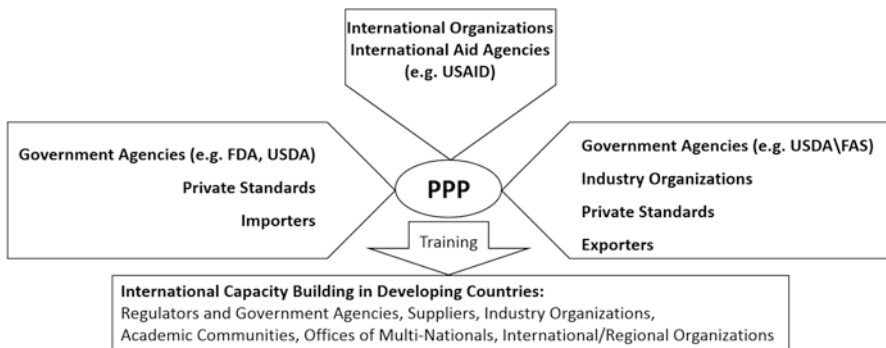 International Organizations
International Aid Agencies
(e.g. USAID)
Government Agencies (e.g. FDA, USDA)
Private Standards
Importers
PPP
Government Agencies (e.g. USDA\FAS)
Industry Organizations
Private Standards
Exporters
Training
International Capacity Building in Developing Countries:
Regulators and Government Agencies, Suppliers, Industry Organizations,
Academic Communities, Offices of Multi-Nationals, International/Regional Organizations